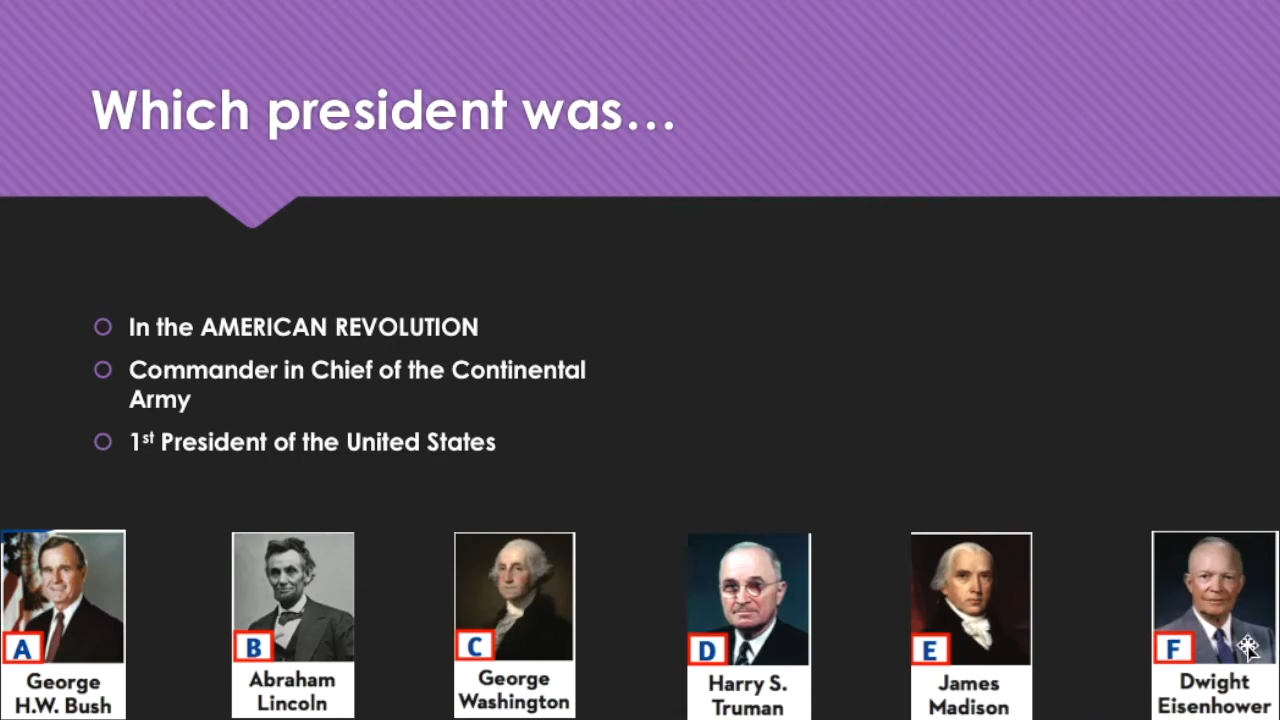 Which president was…
In the AMERICAN REVOLUTION
Commander in Chief of the Continental
Army
1st President of the United States
A
George
H.W. Bush
B
Abraham
Lincoln
C
George
Washington
D
Harry S.
Truman
E
James
Madison
F
Dwight
Eisenhower